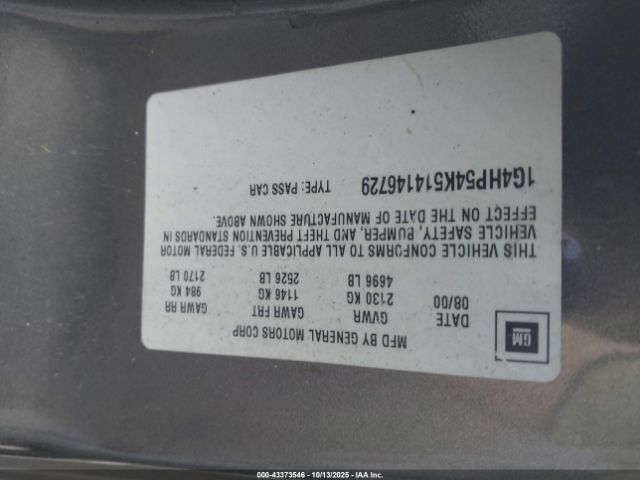 MFD BY GENERAL MOTORS CORP
GM
DATE GVWR GAWR FRT GAWR RR
08/00 2130 KG 1146 KG 984 KG
4696 LB 2526 LB 2170 LB
THIS VEHICLE CONFORMS TO ALL APPLICABLE U.S. FEDERAL MOTOR
VEHICLE SAFETY, BUMPER, AND THEFT PREVENTION STANDARDS IN
EFFECT ON THE DATE OF MANUFACTURE SHOWN ABOVE.
1G4HP54K514146729 TYPE: PASS CAR
000-43373546 - 10/13/2025 - IAA Inc.